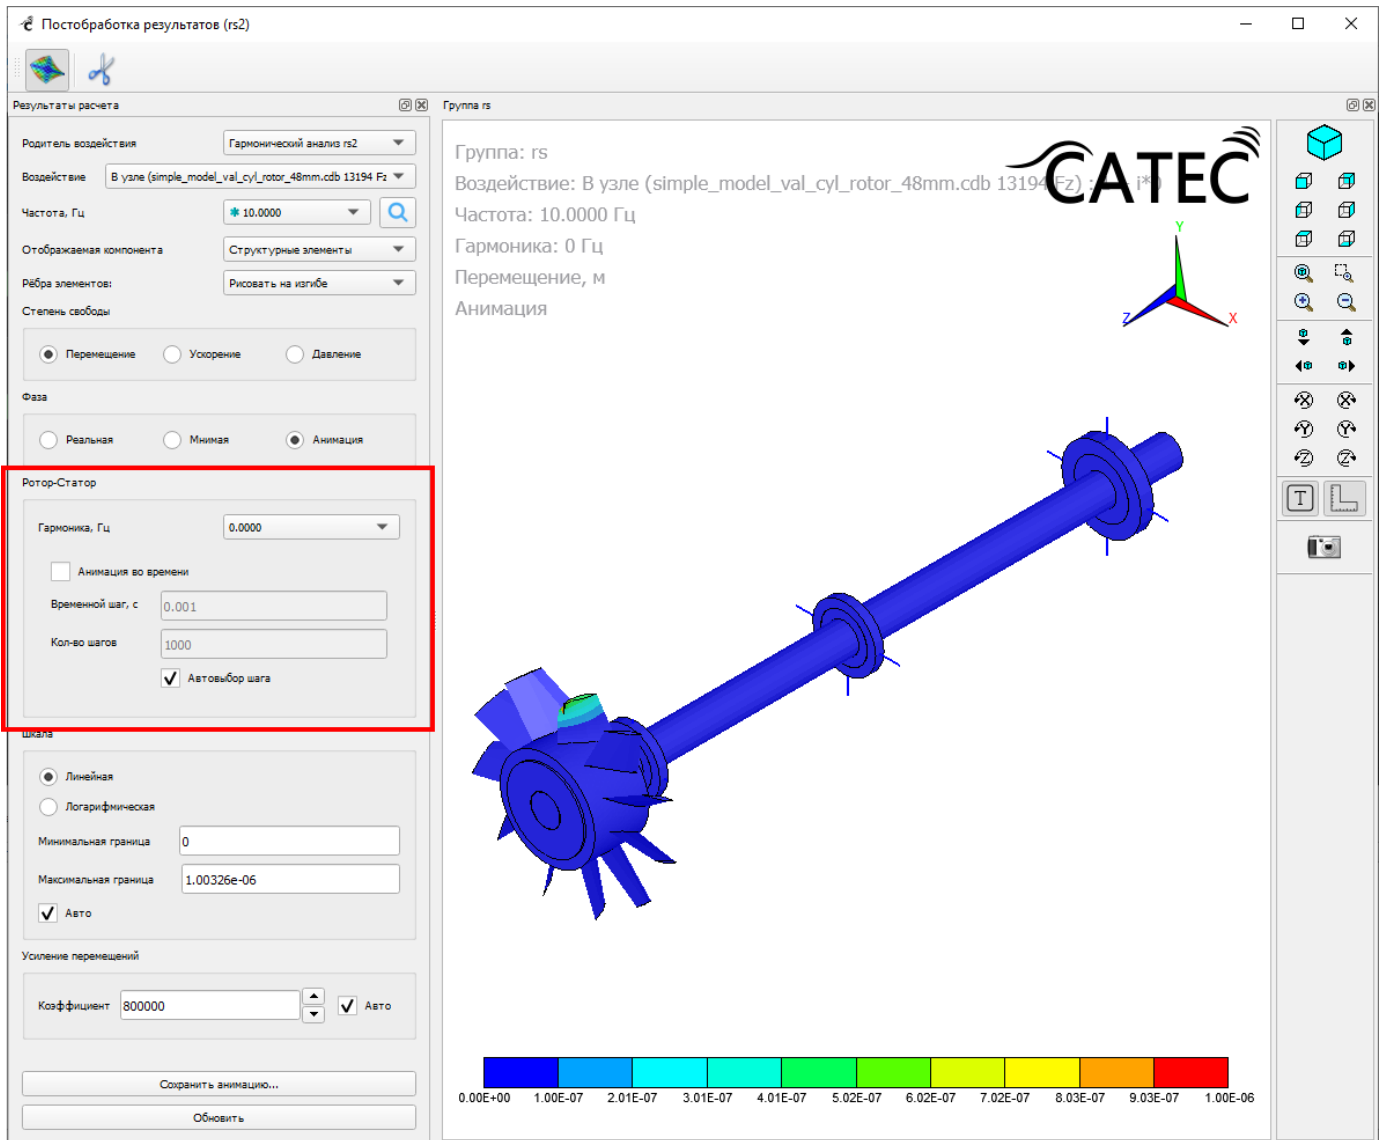 Постобработка результатов (rs2)
Результаты расчета
Родитель воздействия
Гармонический анализ rs2
Воздействие
В узле (simple_model_val_cyl_rotor_48mm.cdb 13194 Fz
Частота, Гц
10.0000
Отображаемая компонента
Структурные элементы
Рёбра элементов:
Рисовать на изгибе
Степень свободы
Перемещение
Ускорение
Давление
Фаза
Реальная
Мнимая
Анимация
Ротор-Статор
Гармоника, Гц
0.0000
Анимация во времени
Временной шаг, с
0.001
Кол-во шагов
1000
Автовыбор шага
Шкала
Линейная
Логарифмическая
Минимальная граница
0
Максимальная граница
1.00326e-06
Авто
Усиление перемещений
Коэффициент
800000
Авто
Сохранить анимацию...
Обновить
Группа rs
Группа: rs
Воздействие: В узле (simple_model_val_cyl_rotor_48mm.cdb 13194 Fz) :
Частота: 10.0000 Гц
Гармоника: 0 Гц
Перемещение, м
Анимация
CATEC
Y
Z
X
0.00E+00 1.00E-07 2.01E-07 3.01E-07 4.01E-07 5.02E-07 6.02E-07 7.02E-07 8.03E-07 9.03E-07 1.00E-06
X X
Y Y
Z Z
T